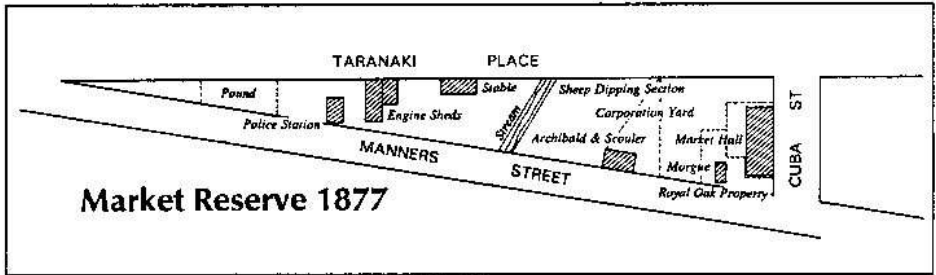 TARANAKI PLACE
Pound
Stable
Sheep Dipping Section
Corporation Yard
Police Station
Engine Sheds
Stream
Archibald & Scouler
Market Hall
CUBA ST
MANNERS STREET
Morgue
Royal Oak Property
Market Reserve 1877